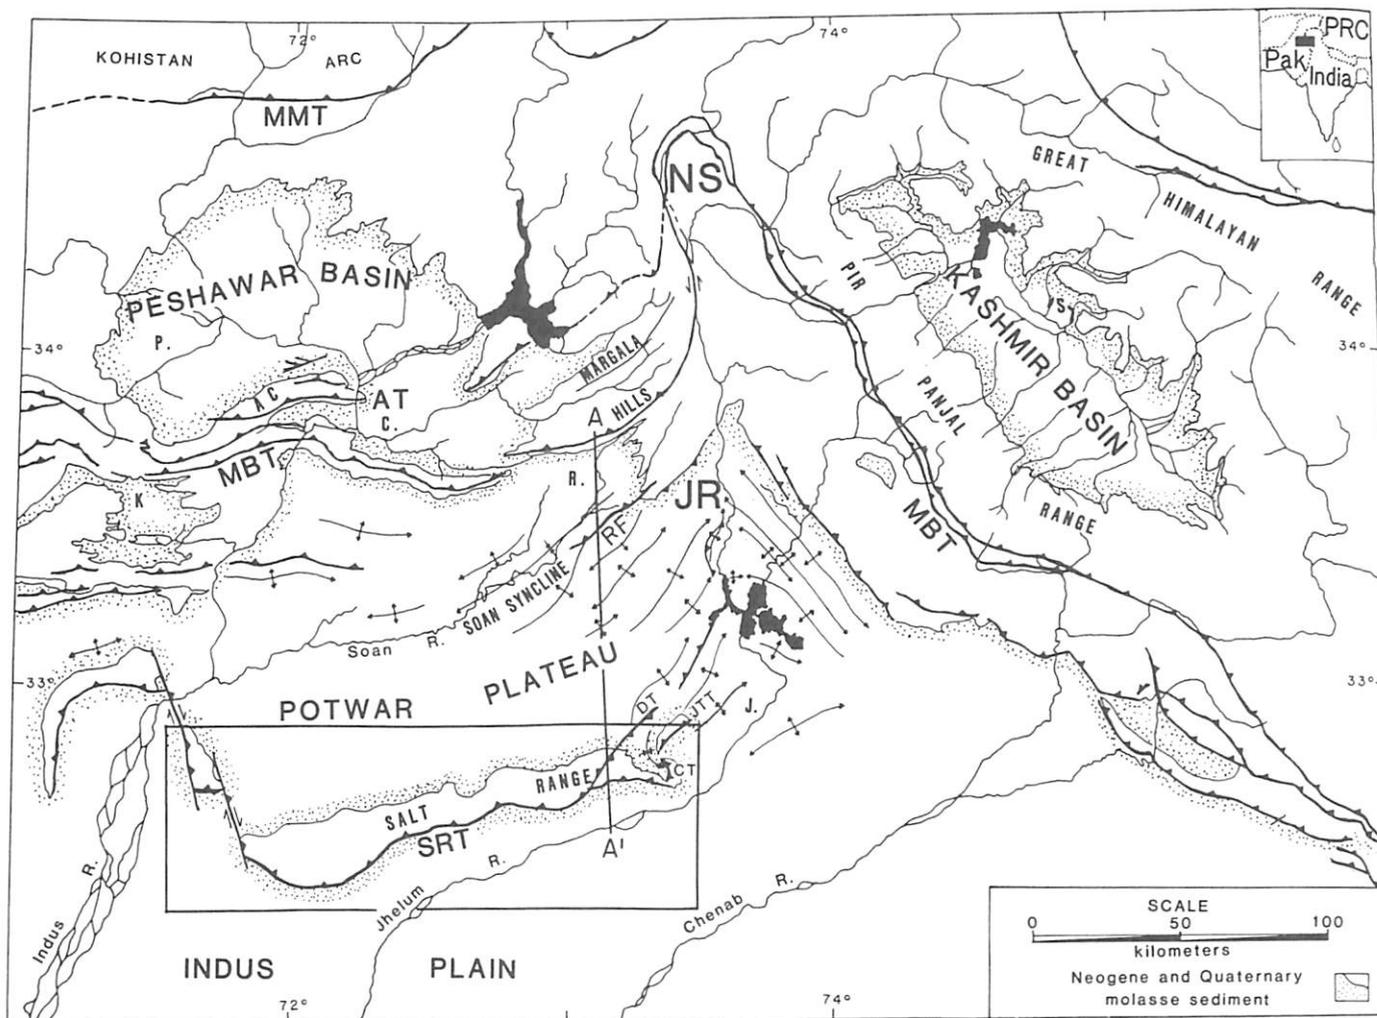 72°
74°
KOHISTAN ARC
MMT
PRC
Pak
India
NS
GREAT
HIMALAYAN
RANGE
PESHAWAR BASIN
P.
PIR
KASHMIR BASIN
S
34°
34°
MARGALA
HILLS
AC
AT
C.
A
PANJAL
MBT
K
R.
JR
RF
MBT
RANGE
SOAN SYNCLINE
Soan R.
33°
33°
POTWAR PLATEAU
DT
JTT
J.
CT
SALT RANGE
SRT
A'
Indus R.
Jhelum R.
Chenab R.
INDUS PLAIN
SCALE
0 50 100
kilometers
Neogene and Quaternary
molasse sediment
72°
74°